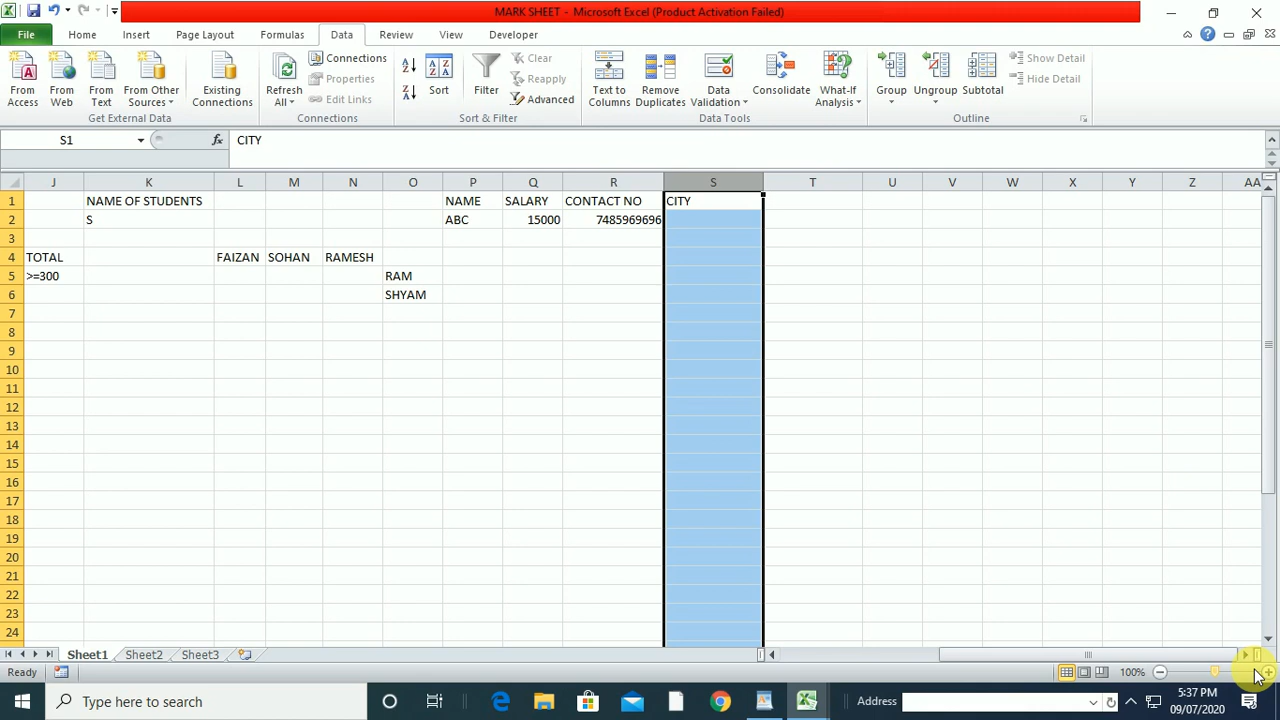 MARK SHEET - Microsoft Excel (Product Activation Failed)
File Home Insert Page Layout Formulas Data Review View Developer
From Access
From Web
From Text
From Other Sources
Existing Connections
Refresh All
Connections
Properties
Edit Links
Sort
Filter
Clear
Reapply
Advanced
Text to Columns
Remove Duplicates
Data Validation
Consolidate
What-If Analysis
Group
Ungroup
Subtotal
Show Detail
Hide Detail
Get External Data Connections Sort & Filter Data Tools Outline
S1 fx CITY
J K L M N O P Q R S T U V W X Y Z AA
1 NAME OF STUDENTS NAME SALARY CONTACT NO CITY
2 S ABC 15000 7485969696
3
4 TOTAL FAIZAN SOHAN RAMESH
5 >=300 RAM
6 SHYAM
7
8
9
10
11
12
13
14
15
16
17
18
19
20
21
22
23
24
Sheet1 Sheet2 Sheet3
Ready 100%
Type here to search Address 5:37 PM
09/07/2020